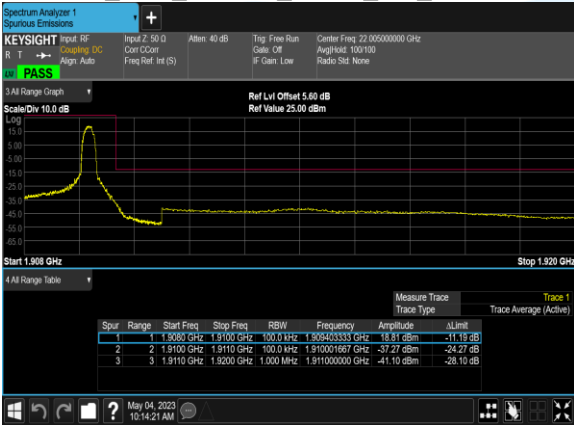 Spectrum Analyzer 1
Spurious Emissions
KEYSIGHT Input: RF Input Z: 50 Ω Atten: 40 dB Trig: Free Run Center Freq: 22.005000000 GHz
R T Coupling: DC Corr CCorr Gate: Off Avg|Hold: 100/100
Align: Auto Freq Ref: Int (S) IF Gain: Low Radio Std: None
LW PASS
3 All Range Graph
Ref Lvl Offset 5.60 dB
Scale/Div 10.0 dB Ref Value 25.00 dBm
Log
15.0
5.00
-5.00
-15.0
-25.0
-35.0
-45.0
-55.0
-65.0
Start 1.908 GHz Stop 1.920 GHz
4 All Range Table
Measure Trace Trace 1
Trace Type Trace Average (Active)
Spur Range Start Freq Stop Freq RBW Frequency Amplitude ΔLimit
1 1 1.9080 GHz 1.9100 GHz 100.0 kHz 1.909403333 GHz 18.81 dBm -11.19 dB
2 2 1.9100 GHz 1.9110 GHz 100.0 kHz 1.910001667 GHz -37.27 dBm -24.27 dB
3 3 1.9110 GHz 1.9200 GHz 1.000 MHz 1.911000000 GHz -41.10 dBm -28.10 dB
? May 04, 2023
10:14:21 AM